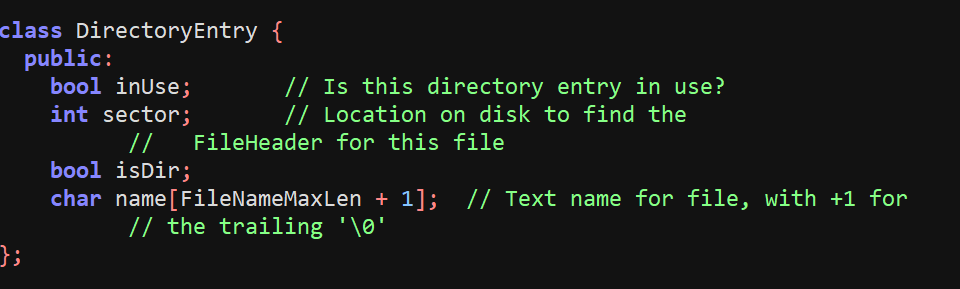 class DirectoryEntry {
  public:
    bool inUse;       // Is this directory entry in use?
    int sector;       // Location on disk to find the
          //   FileHeader for this file
    bool isDir;
    char name[FileNameMaxLen + 1];  // Text name for file, with +1 for
          // the trailing '\0'
};